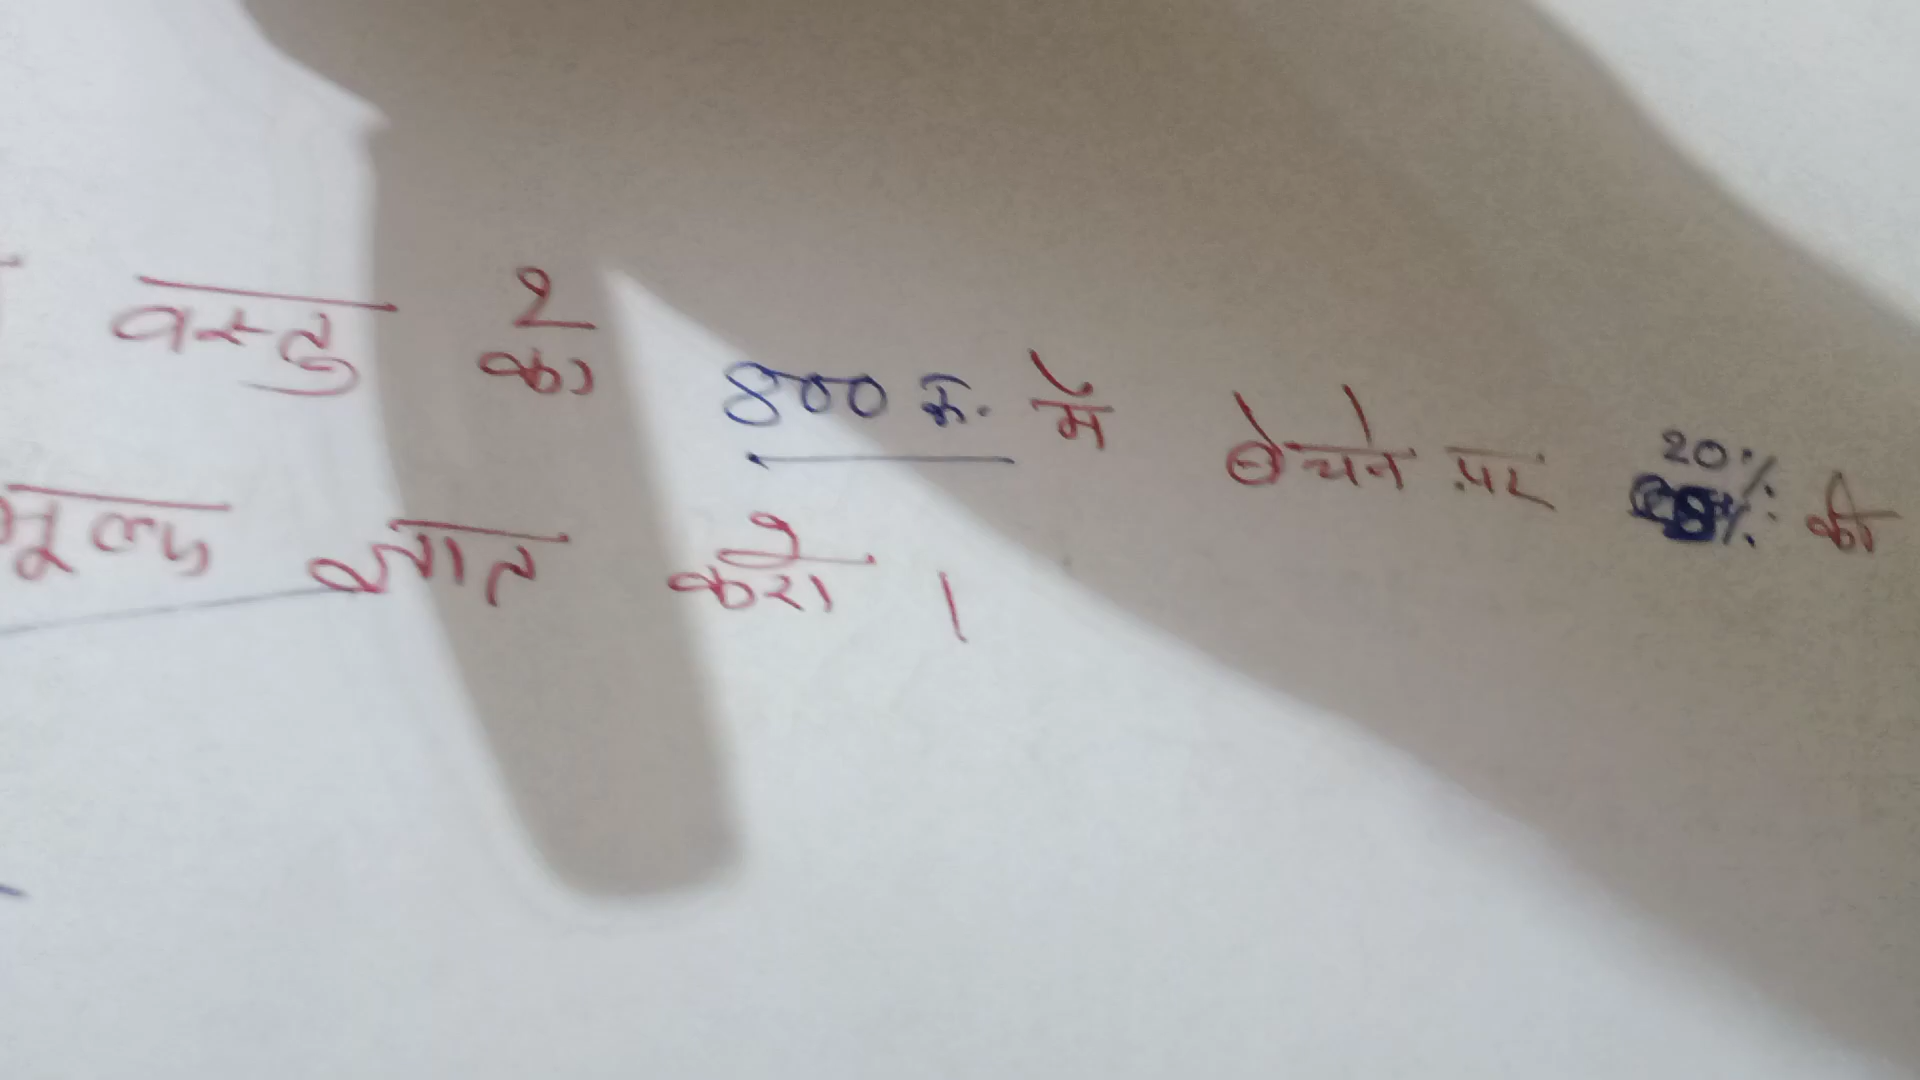 वस्तु को 800 रू. में बेचने पर 20% की
मूल्य ज्ञात करो ।